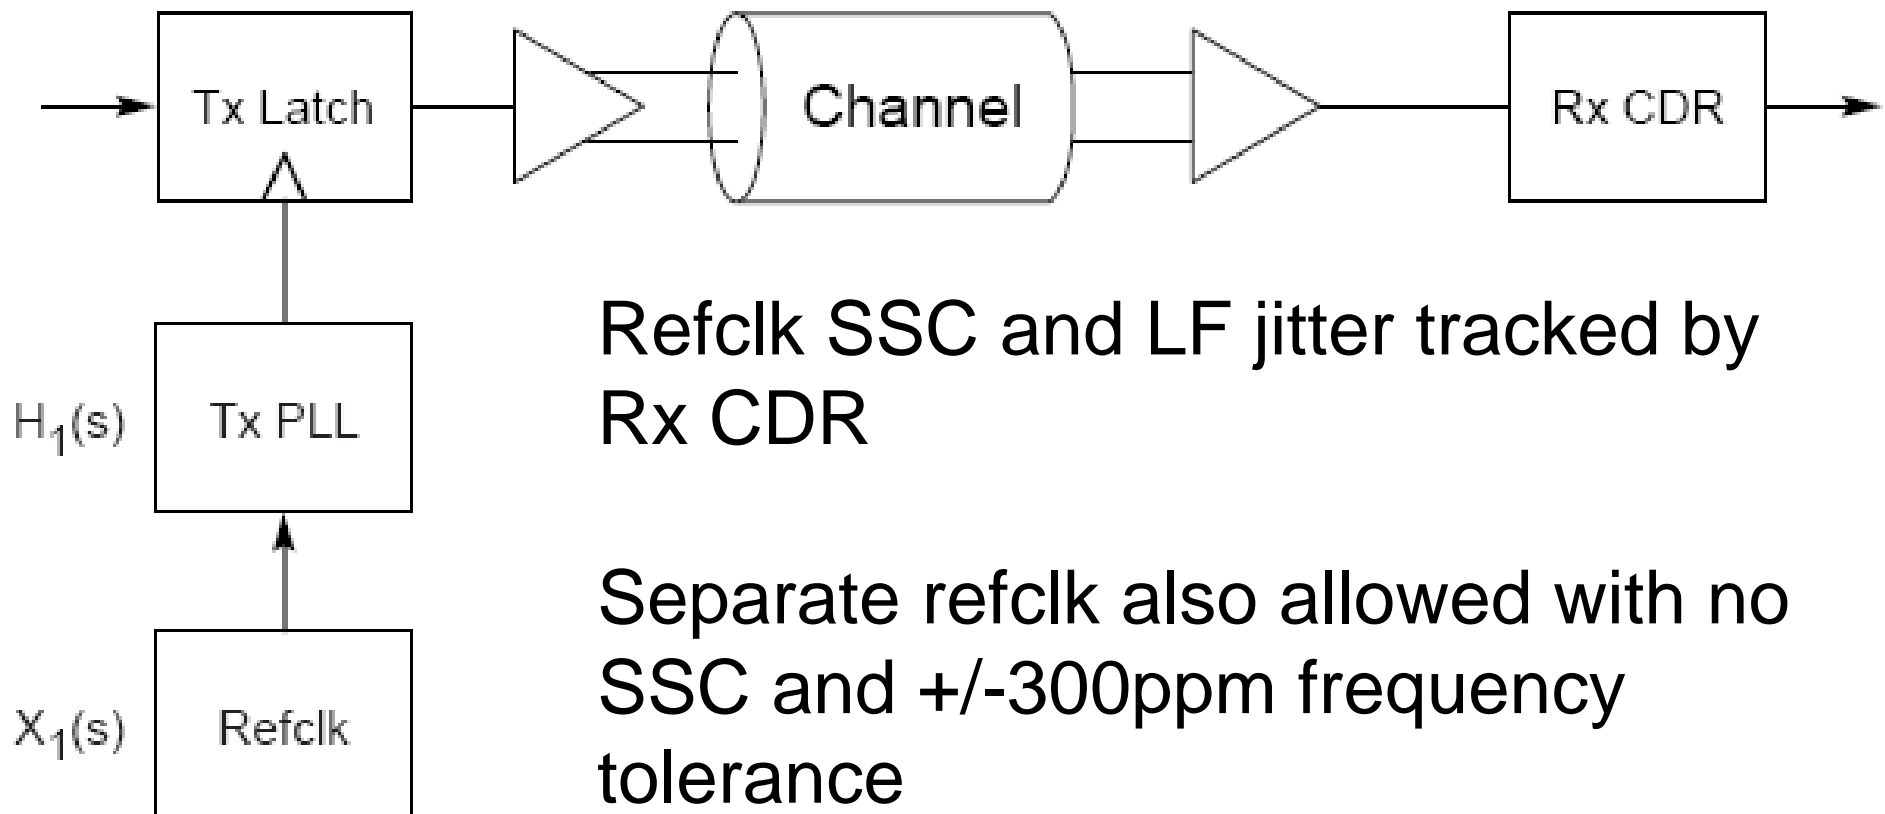 Tx Latch
Channel
Rx CDR
Refclk SSC and LF jitter tracked by
Rx CDR
H₁(s)
Tx PLL
Separate refclk also allowed with no
SSC and +/-300ppm frequency
tolerance
X₁(s)
Refclk